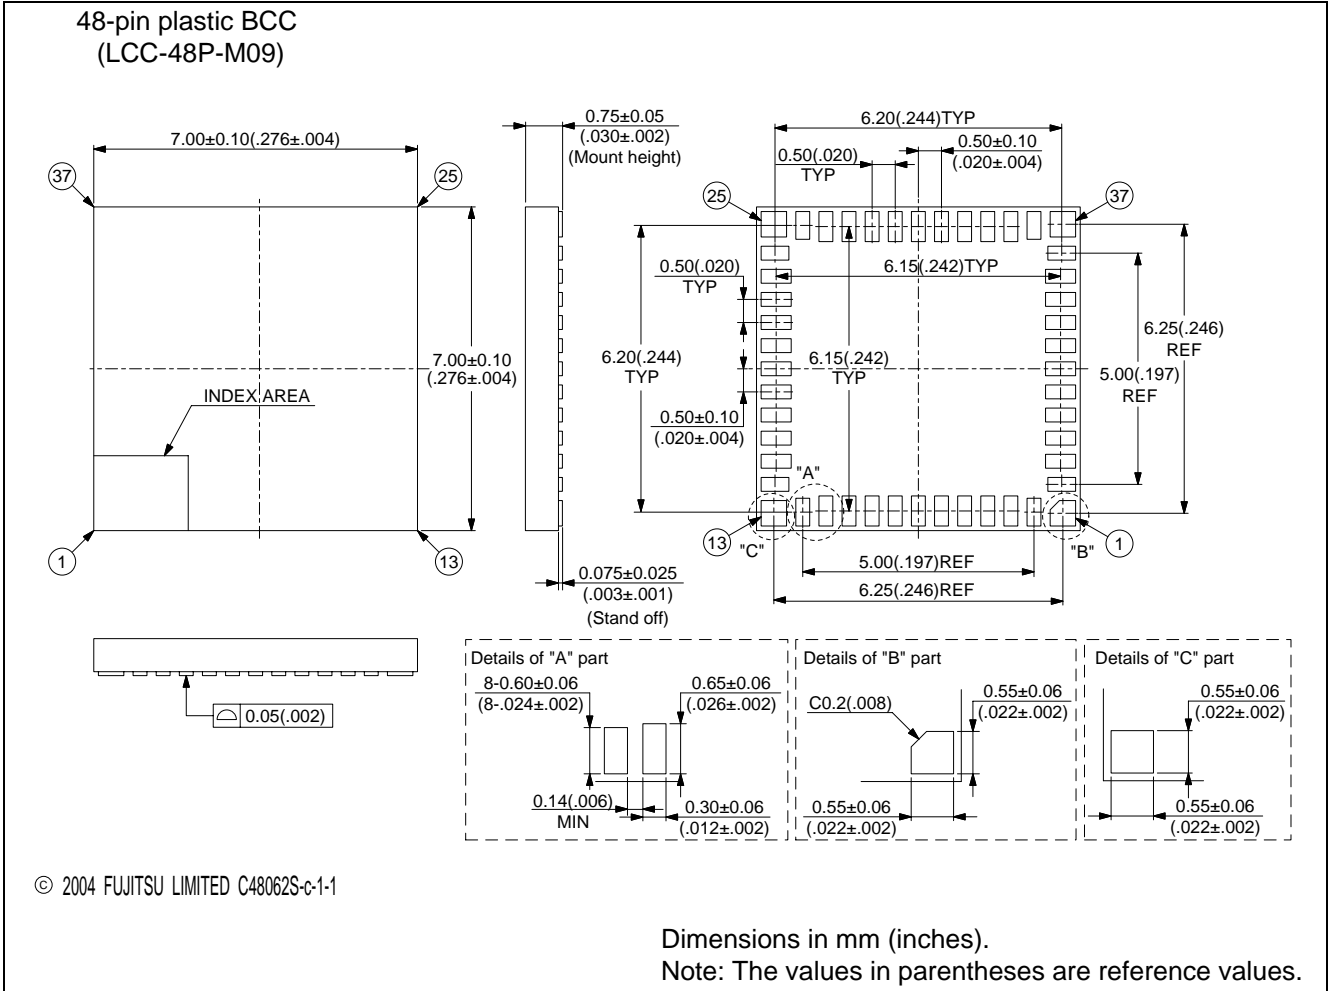 48-pin plastic BCC
(LCC-48P-M09)
7.00±0.10(.276±.004)
37
25
7.00±0.10
(.276±.004)
INDEX AREA
1
13
0.75±0.05
(.030±.002)
(Mount height)
0.075±0.025
(.003±.001)
(Stand off)
6.20(.244)TYP
0.50(.020)
TYP
0.50±0.10
(.020±.004)
25
37
0.50(.020)
TYP
6.15(.242)TYP
6.20(.244)
TYP
6.15(.242)
TYP
6.25(.246)
REF
5.00(.197)
REF
0.50±0.10
(.020±.004)
"A"
13
"C"
"B"
1
5.00(.197)REF
6.25(.246)REF
0.05(.002)
Details of "A" part
8-0.60±0.06
(8-.024±.002)
0.65±0.06
(.026±.002)
0.14(.006)
MIN
0.30±0.06
(.012±.002)
Details of "B" part
C0.2(.008)
0.55±0.06
(.022±.002)
0.55±0.06
(.022±.002)
Details of "C" part
0.55±0.06
(.022±.002)
0.55±0.06
(.022±.002)
© 2004 FUJITSU LIMITED C48062S-c-1-1
Dimensions in mm (inches).
Note: The values in parentheses are reference values.